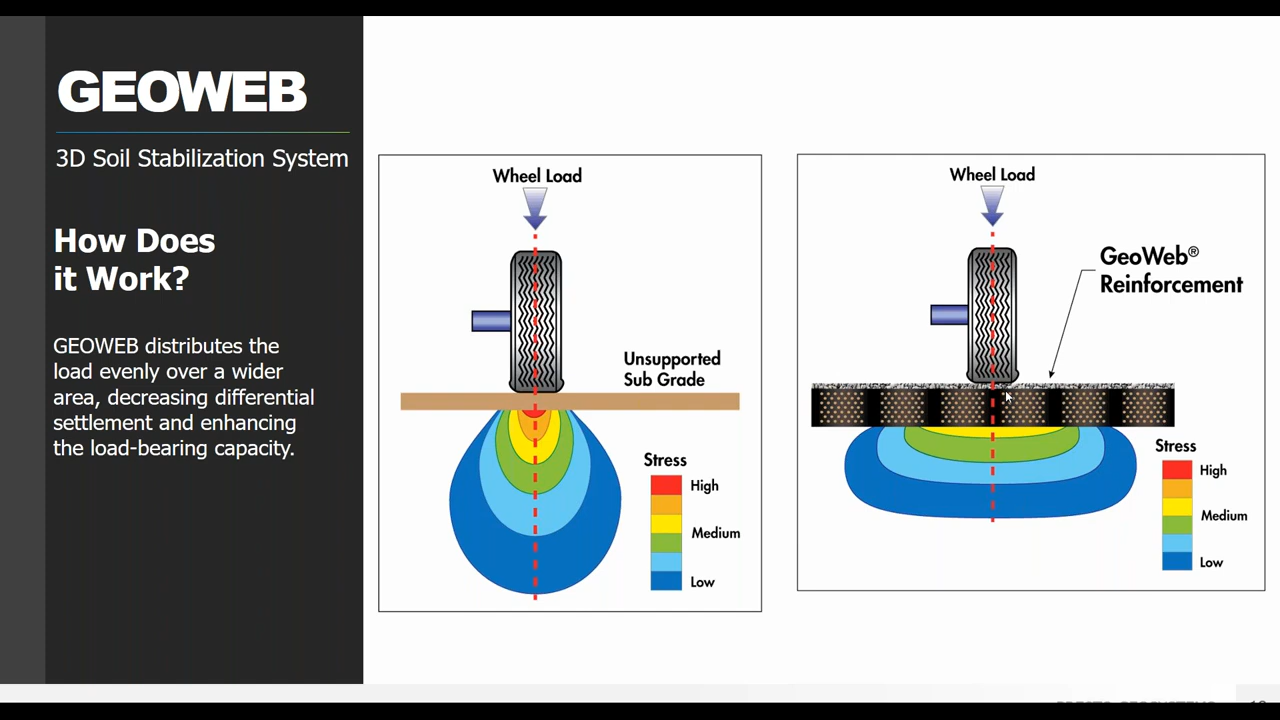 GEOWEB
3D Soil Stabilization System
How Does
it Work?
GEOWEB distributes the
load evenly over a wider
area, decreasing differential
settlement and enhancing
the load-bearing capacity.
Wheel Load
Unsupported
Sub Grade
Stress
High
Medium
Low
Wheel Load
GeoWeb®
Reinforcement
Stress
High
Medium
Low